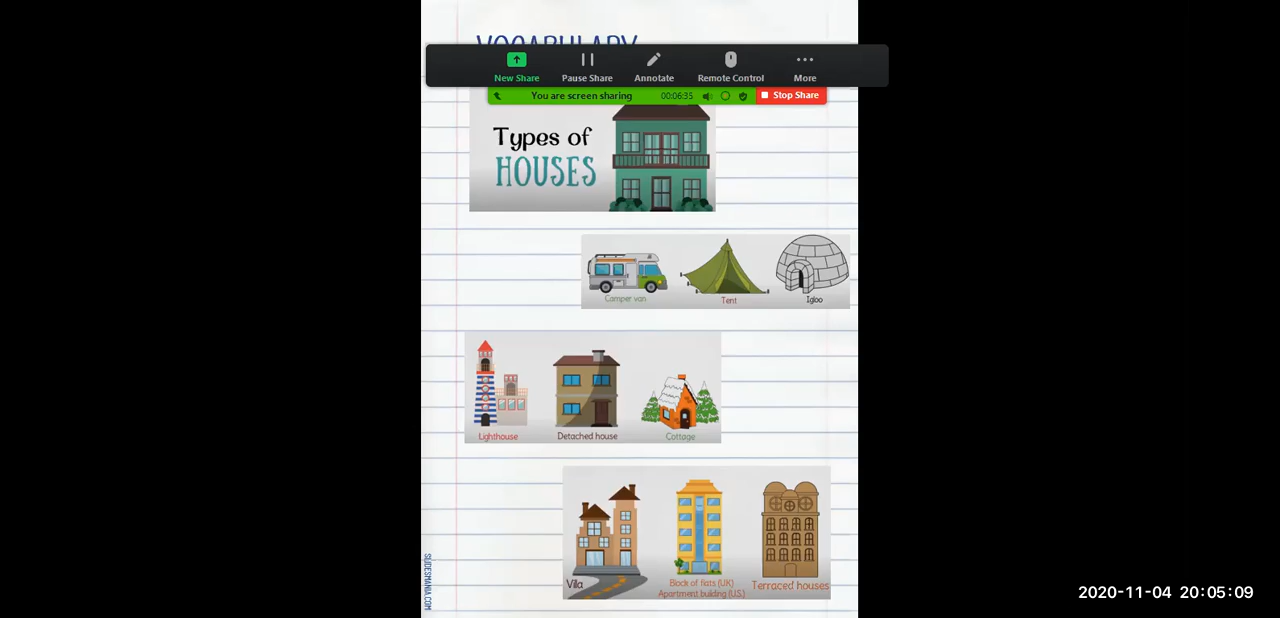 VOCABULARY
New Share
Pause Share
Annotate
Remote Control
More
You are screen sharing
00:06:35
Stop Share
Types of
HOUSES
Camper van
Tent
Igloo
Lighthouse
Detached house
Cottage
Villa
Block of flats (UK)
Apartment building (U.S.)
Terraced houses
SLIDESMANIA.COM
2020-11-04 20:05:09